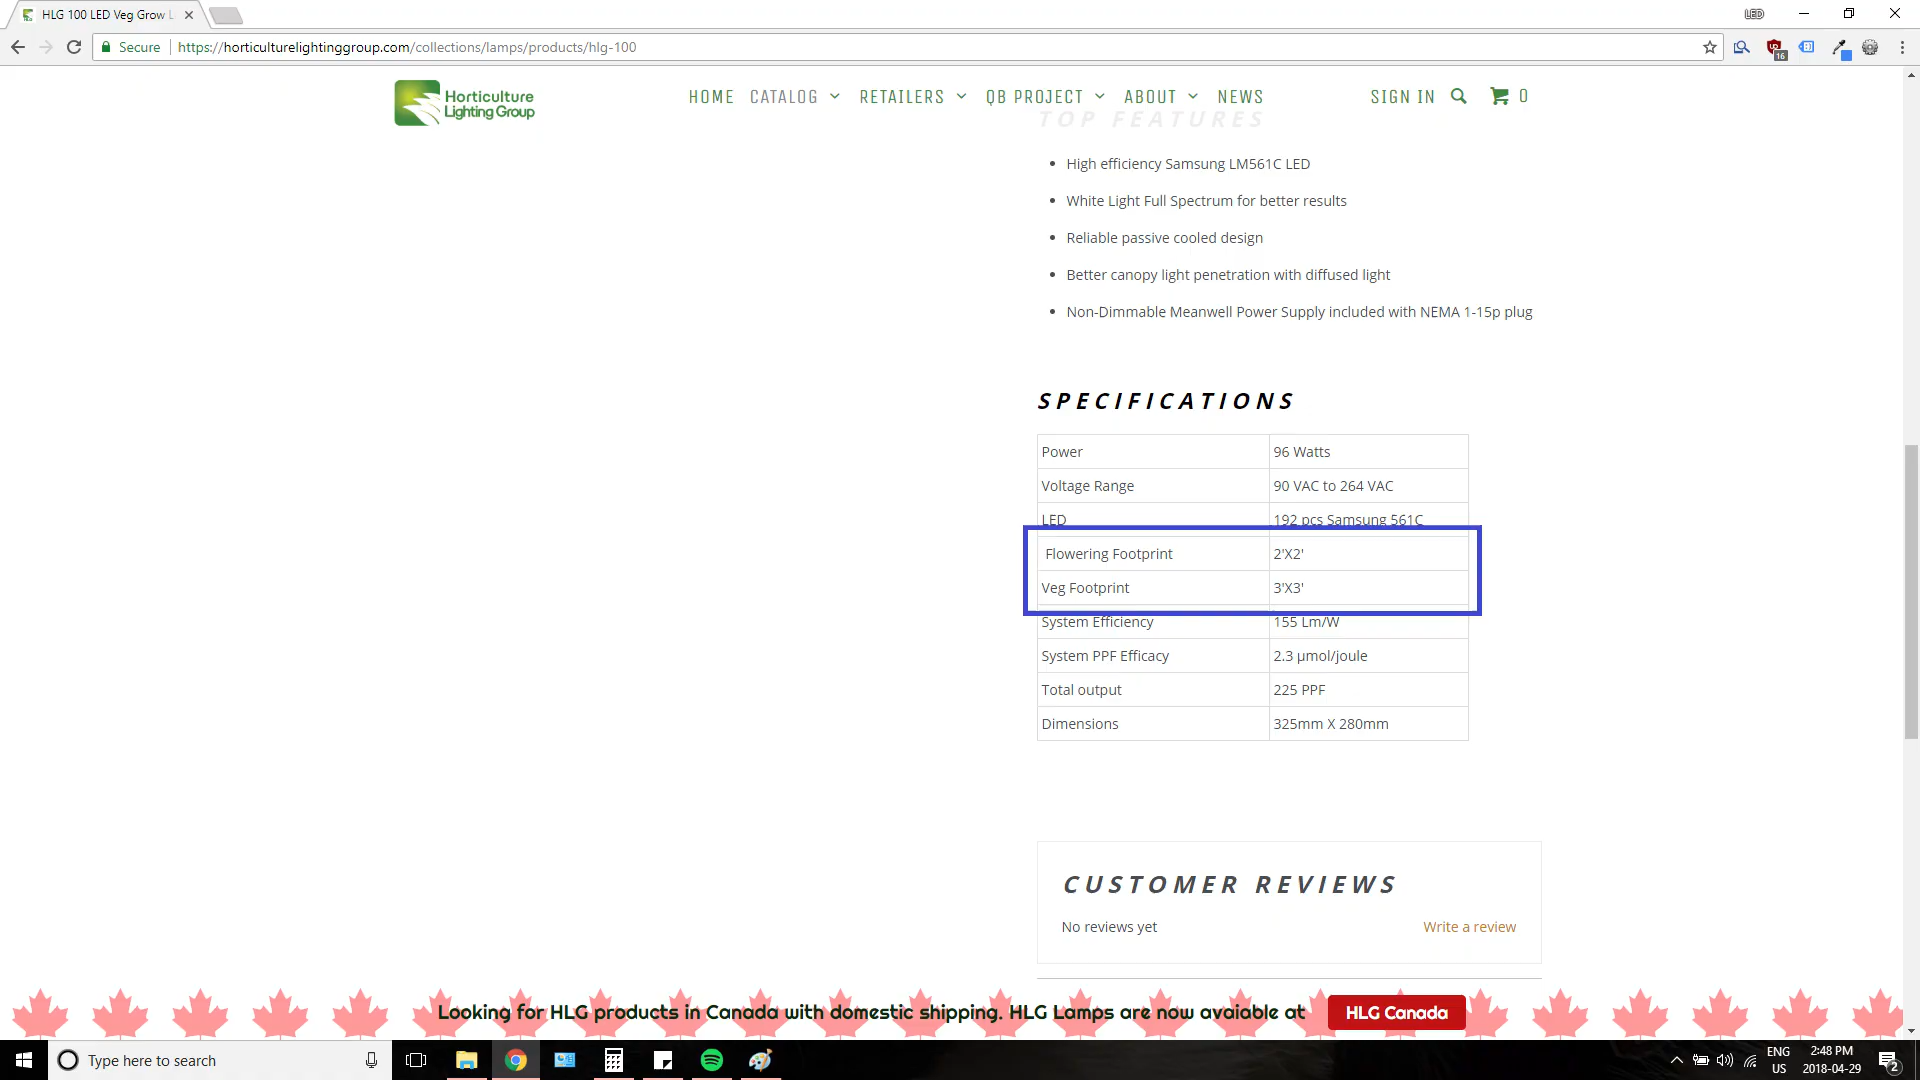 HLG 100 LED Veg Grow L
LED
Secure
https://horticulturelightinggroup.com/collections/lamps/products/hlg-100
16
Horticulture
Lighting Group
HOME CATALOG RETAILERS QB PROJECT ABOUT NEWS SIGN IN 0
TOP FEATURES
High efficiency Samsung LM561C LED
White Light Full Spectrum for better results
Reliable passive cooled design
Better canopy light penetration with diffused light
Non-Dimmable Meanwell Power Supply included with NEMA 1-15p plug
SPECIFICATIONS
Power 96 Watts
Voltage Range 90 VAC to 264 VAC
LED 192 pcs Samsung 561C
Flowering Footprint 2'X2'
Veg Footprint 3'X3'
System Efficiency 155 Lm/W
System PPF Efficacy 2.3 μmol/joule
Total output 225 PPF
Dimensions 325mm X 280mm
CUSTOMER REVIEWS
No reviews yet Write a review
Looking for HLG products in Canada with domestic shipping. HLG Lamps are now avaiable at HLG Canada
Type here to search
ENG
US
2:48 PM
2018-04-29
2